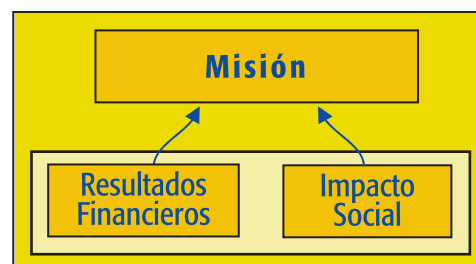 Misión
Resultados
Financieros
Impacto
Social